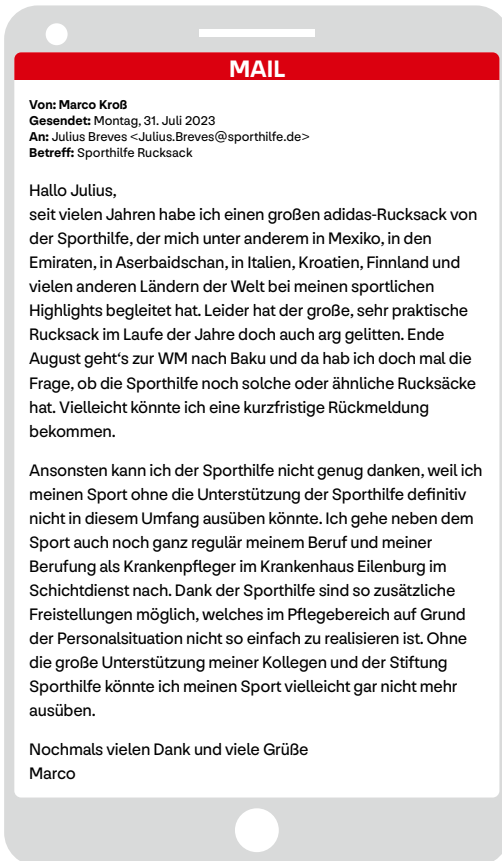 MAIL
Von: Marco Kroß
Gesendet: Montag, 31. Juli 2023
An: Julius Breves <Julius.Breves@sporthilfe.de>
Betreff: Sporthilfe Rucksack
Hallo Julius,
seit vielen Jahren habe ich einen großen adidas-Rucksack von
der Sporthilfe, der mich unter anderem in Mexiko, in den
Emiraten, in Aserbaidschan, in Italien, Kroatien, Finnland und
vielen anderen Ländern der Welt bei meinen sportlichen
Highlights begleitet hat. Leider hat der große, sehr praktische
Rucksack im Laufe der Jahre doch auch arg gelitten. Ende
August geht‘s zur WM nach Baku und da hab ich doch mal die
Frage, ob die Sporthilfe noch solche oder ähnliche Rucksäcke
hat. Vielleicht könnte ich eine kurzfristige Rückmeldung
bekommen.
Ansonsten kann ich der Sporthilfe nicht genug danken, weil ich
meinen Sport ohne die Unterstützung der Sporthilfe definitiv
nicht in diesem Umfang ausüben könnte. Ich gehe neben dem
Sport auch noch ganz regulär meinem Beruf und meiner
Berufung als Krankenpfleger im Krankenhaus Eilenburg im
Schichtdienst nach. Dank der Sporthilfe sind so zusätzliche
Freistellungen möglich, welches im Pflegebereich auf Grund
der Personalsituation nicht so einfach zu realisieren ist. Ohne
die große Unterstützung meiner Kollegen und der Stiftung
Sporthilfe könnte ich meinen Sport vielleicht gar nicht mehr
ausüben.
Nochmals vielen Dank und viele Grüße
Marco